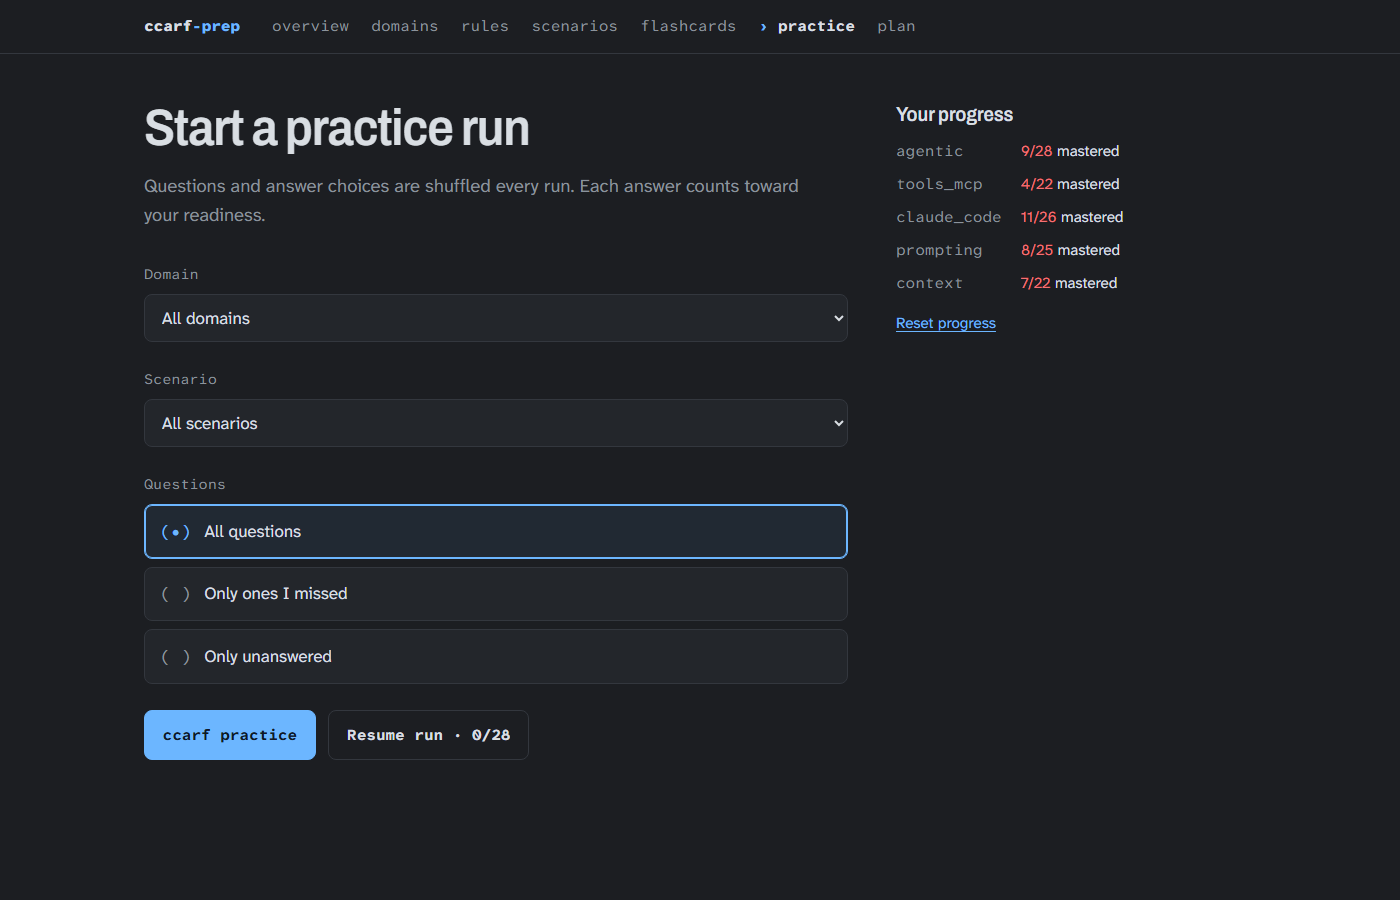 ccarf-prep overview domains rules scenarios flashcards › practice plan
Start a practice run
Questions and answer choices are shuffled every run. Each answer counts toward
your readiness.
Domain
All domains
Scenario
All scenarios
Questions
(•) All questions
( ) Only ones I missed
( ) Only unanswered
ccarf practice Resume run · 0/28
Your progress
agentic 9/28 mastered
tools_mcp 4/22 mastered
claude_code 11/26 mastered
prompting 8/25 mastered
context 7/22 mastered
Reset progress